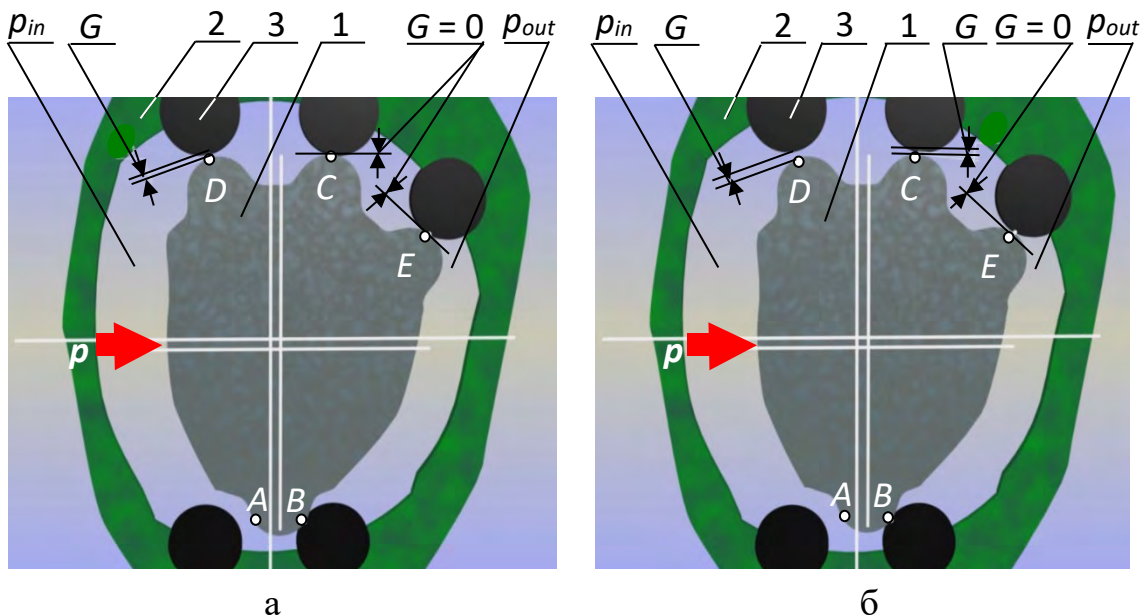 p_in G 2 3 1 G = 0 p_out
p_in G 2 3 1 G G = 0 p_out
D C
E
p
A B
D C
E
p
A B
а
б